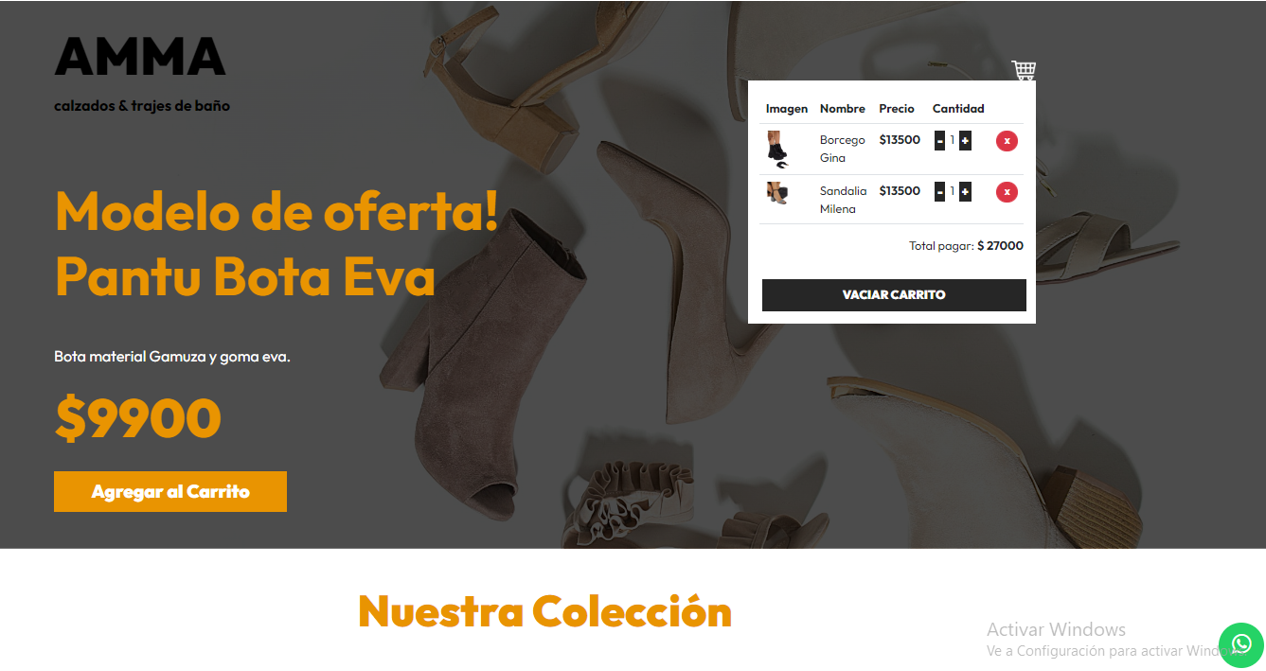 AMMA
calzados & trajes de baño
Modelo de oferta!
Pantu Bota Eva
Bota material Gamuza y goma eva.
$9900
Agregar al Carrito
Imagen Nombre Precio Cantidad
Borcego $13500 - 1 + x
Gina
Sandalia $13500 - 1 + x
Milena
Total pagar: $ 27000
VACIAR CARRITO
Nuestra Colección
Activar Windows
Ve a Configuración para activar Windows.